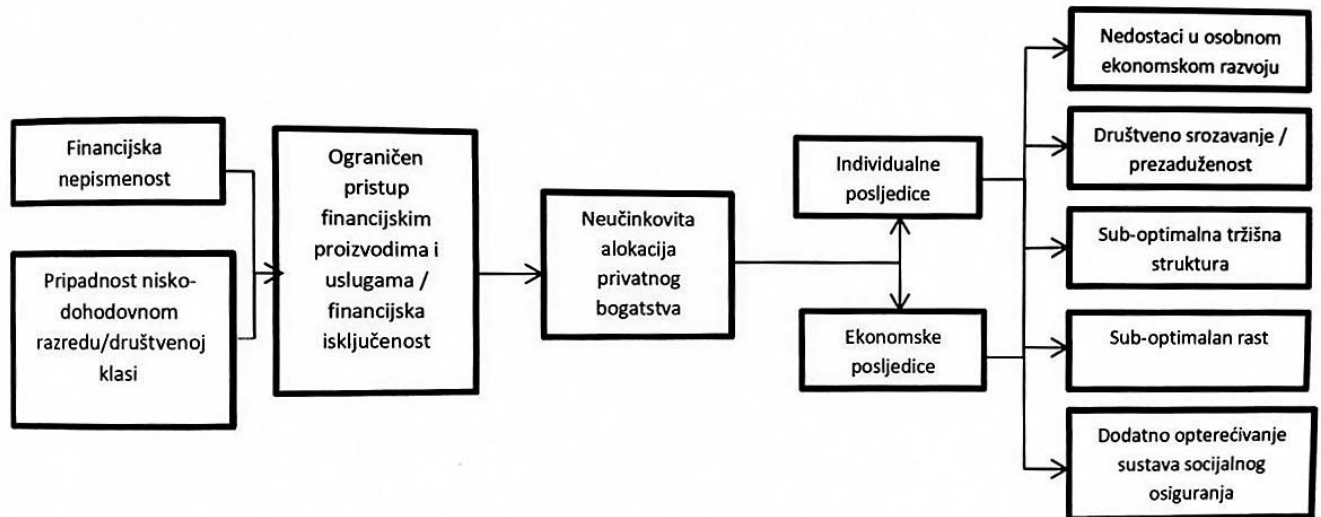 Financijska
nepismenost
Pripadnost nisko-
dohodovnom
razredu/društvenoj
klasi
Ograničen
pristup
financijskim
proizvodima i
uslugama /
financijska
isključenost
Neučinkovita
alokacija
privatnog
bogatstva
Individualne
posljedice
Ekonomske
posljedice
Nedostaci u osobnom
ekonomskom razvoju
Društveno srozavanje /
prezaduženost
Sub-optimalna tržišna
struktura
Sub-optimalan rast
Dodatno opterećivanje
sustava socijalnog
osiguranja